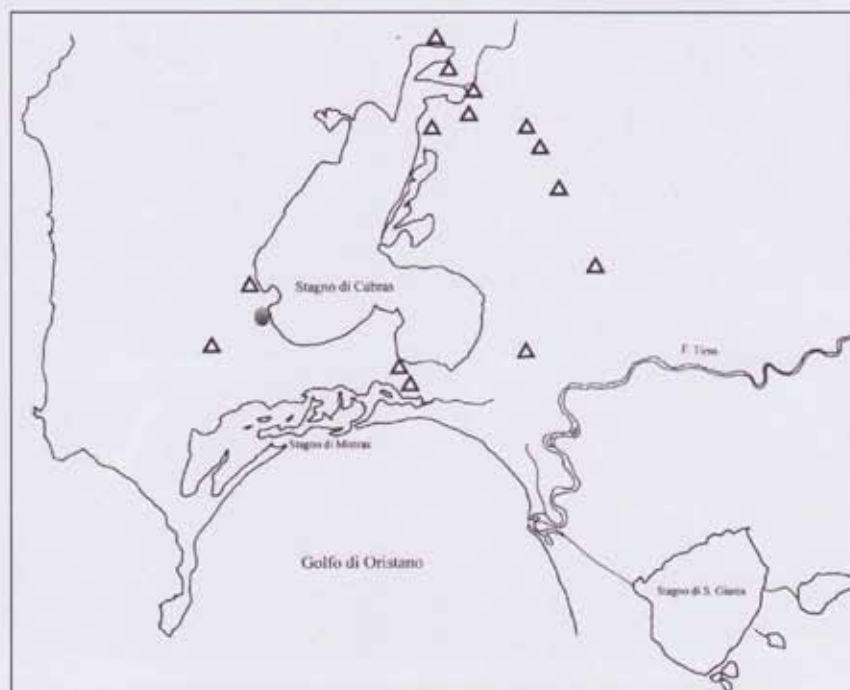 Stagno di Cabras
F. Tirso
Stagno di Mistras
Golfo di Oristano
Stagno di S. Giusta